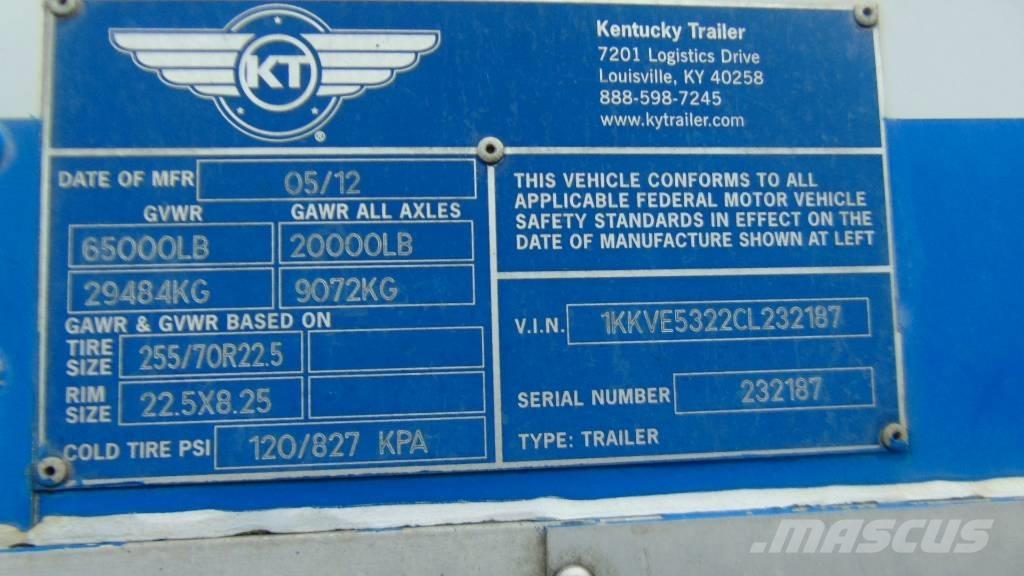 KT
®
Kentucky Trailer
7201 Logistics Drive
Louisville, KY 40258
888-598-7245
www.kytrailer.com
DATE OF MFR 05/12
GVWR GAWR ALL AXLES
65000LB 20000LB
29484KG 9072KG
GAWR & GVWR BASED ON
TIRE SIZE 255/70R22.5
RIM SIZE 22.5X8.25
COLD TIRE PSI 120/827 KPA
THIS VEHICLE CONFORMS TO ALL
APPLICABLE FEDERAL MOTOR VEHICLE
SAFETY STANDARDS IN EFFECT ON THE
DATE OF MANUFACTURE SHOWN AT LEFT
V.I.N. 1KKVE5322CL232187
SERIAL NUMBER 232187
TYPE: TRAILER
MASCUS